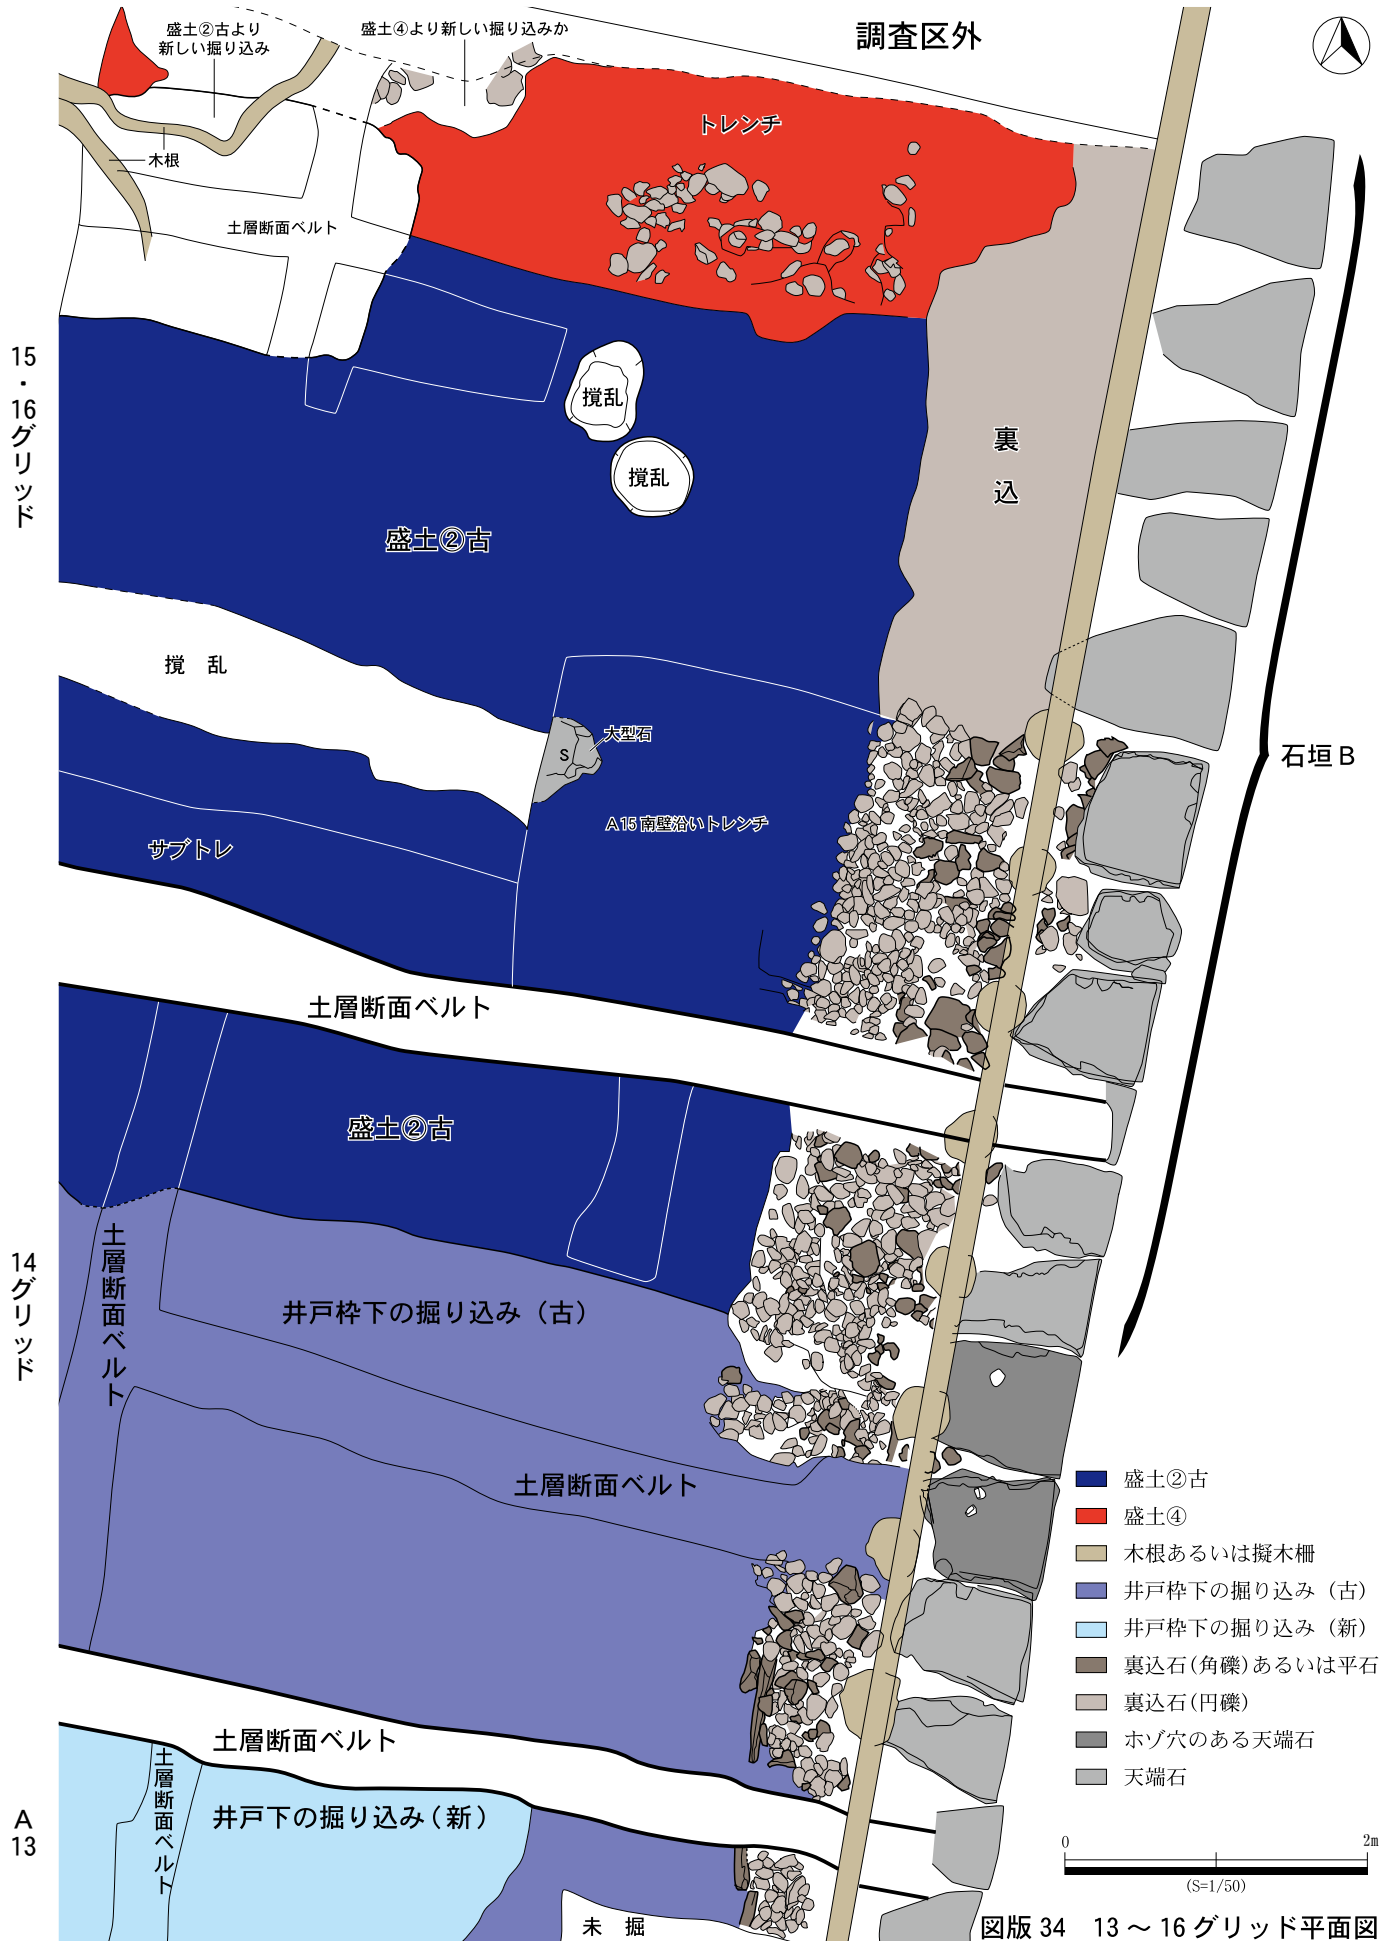 盛土②古より
新しい掘り込み
盛土④より新しい掘り込みか
調査区外
トレンチ
木根
土層断面ベルト
15・16グリッド
撹乱
裏込
撹乱
盛土②古
撹 乱
大型石
S
石垣B
A15南壁沿いトレンチ
サブトレ
土層断面ベルト
盛土②古
土層断面ベルト
14グリッド
井戸枠下の掘り込み（古）
土層断面ベルト
盛土②古
盛土④
木根あるいは擬木柵
井戸枠下の掘り込み（古）
井戸枠下の掘り込み（新）
裏込石(角礫)あるいは平石
裏込石(円礫)
ホゾ穴のある天端石
天端石
土層断面ベルト
土層断面ベルト
井戸下の掘り込み（新）
A
13
0 2m
(S=1/50)
未 掘
図版 34 13 ～ 16 グリッド平面図